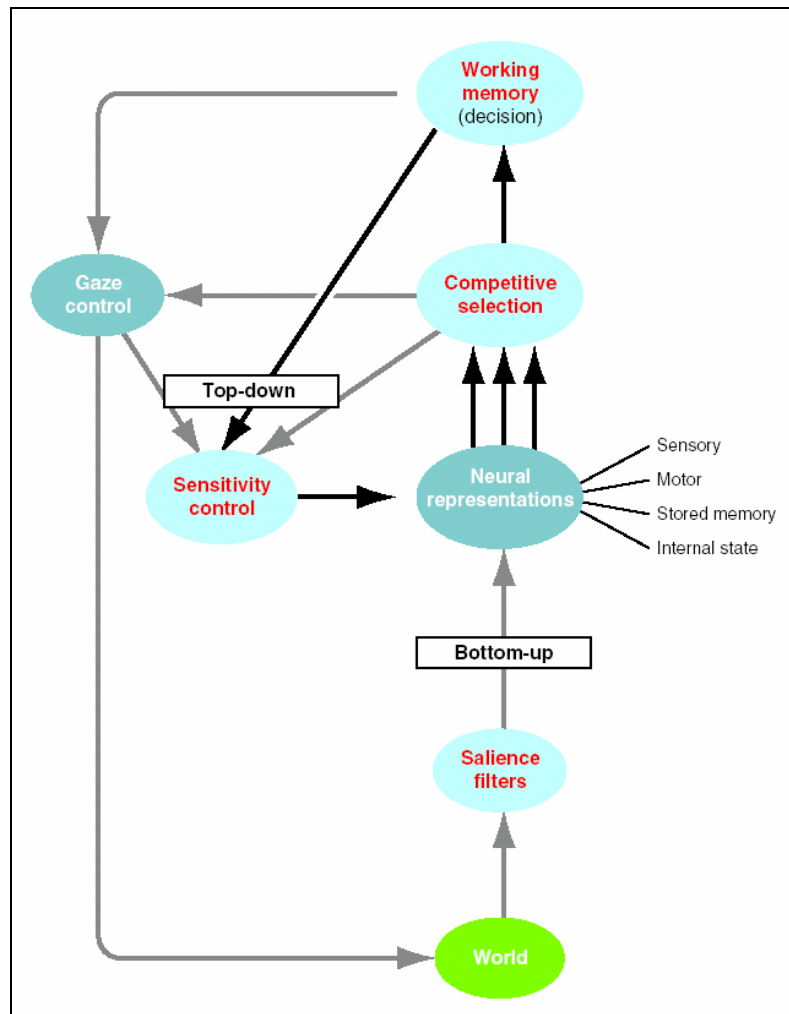 Working
memory
(decision)
Gaze
control
Competitive
selection
Top-down
Sensitivity
control
Neural
representations
Sensory
Motor
Stored memory
Internal state
Bottom-up
Salience
filters
World